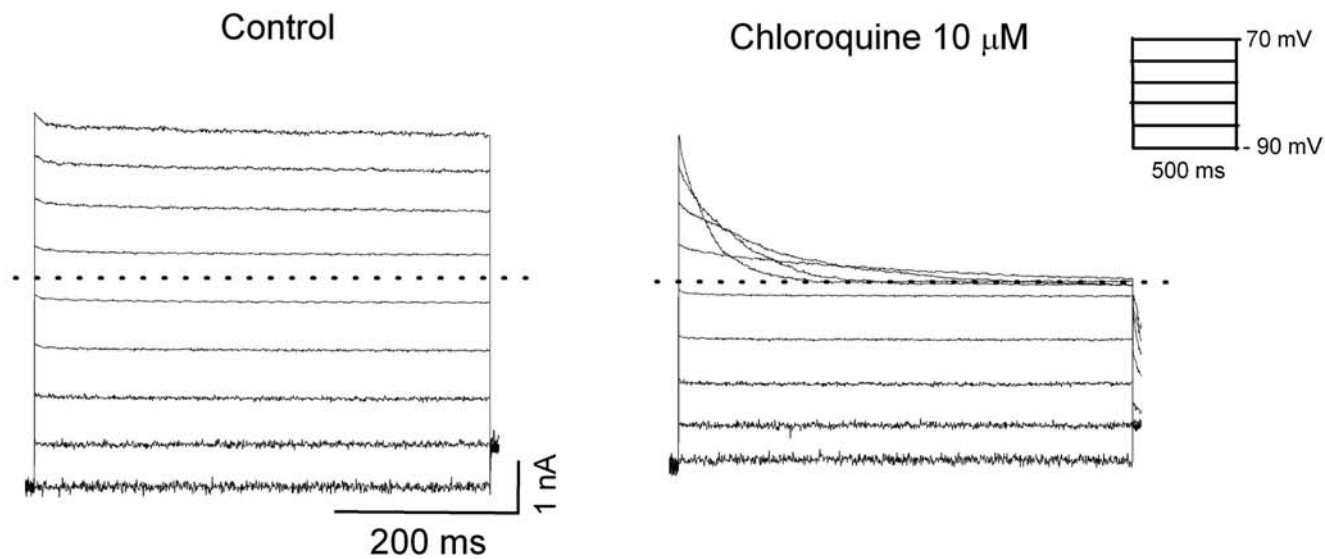 Control
Chloroquine 10 μM
70 mV
- 90 mV
500 ms
1 nA
200 ms